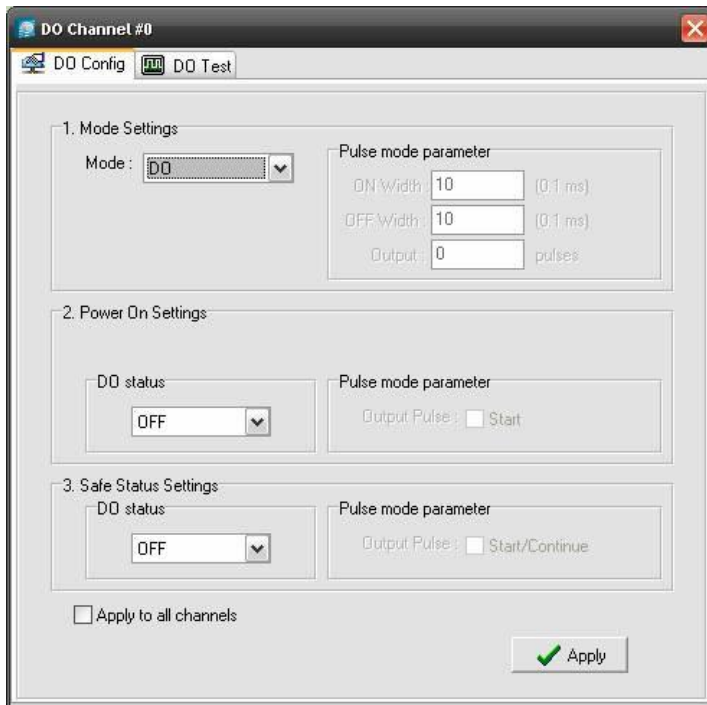 DO Channel #0
DO Config
DO Test
1. Mode Settings
Mode : DO
Pulse mode parameter
ON Width : 10 (0.1 ms)
OFF Width : 10 (0.1 ms)
Output : 0 pulses
2. Power On Settings
DO status
OFF
Pulse mode parameter
Output Pulse : Start
3. Safe Status Settings
DO status
OFF
Pulse mode parameter
Output Pulse : Start/Continue
Apply to all channels
Apply